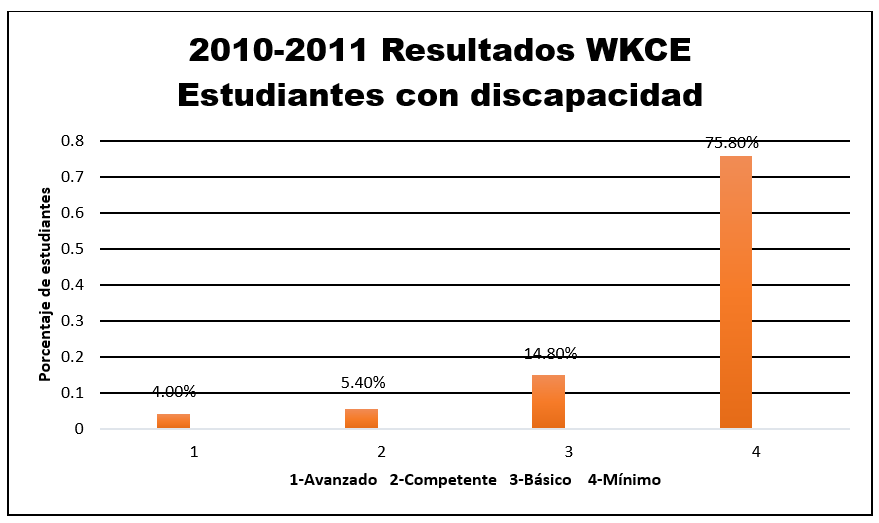 2010-2011 Resultados WKCE
Estudiantes con discapacidad
Porcentaje de estudiantes
0.8
0.7
0.6
0.5
0.4
0.3
0.2
0.1
0
4.00%
5.40%
14.80%
75.80%
1 2 3 4
1-Avanzado 2-Competente 3-Básico 4-Mínimo